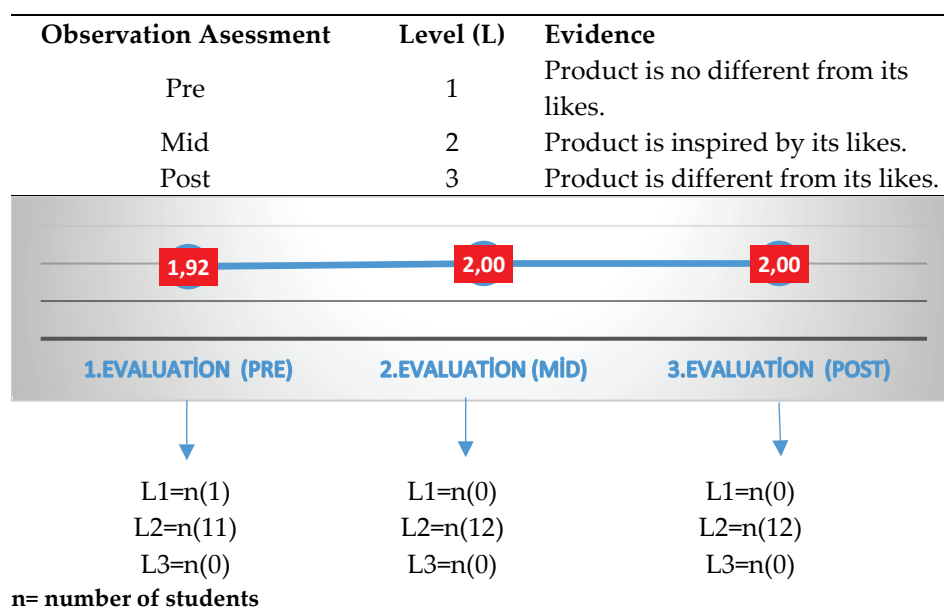 Observation Asessment Level (L) Evidence
Pre 1 Product is no different from its
likes.
Mid 2 Product is inspired by its likes.
Post 3 Product is different from its likes.
1,92 2,00 2,00
1.EVALUATİON (PRE) 2.EVALUATİON (MİD) 3.EVALUATİON (POST)
L1=n(1) L1=n(0) L1=n(0)
L2=n(11) L2=n(12) L2=n(12)
L3=n(0) L3=n(0) L3=n(0)
n= number of students